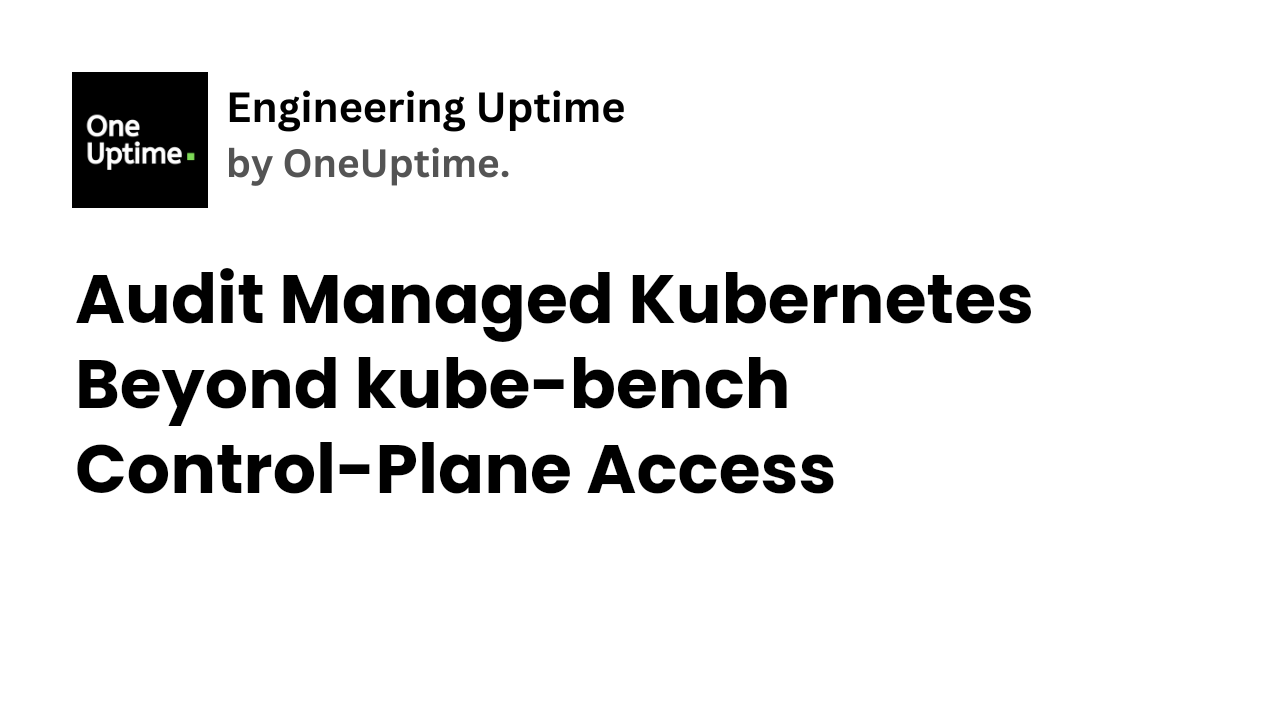 One
Uptime
Engineering Uptime
by OneUptime.
Audit Managed Kubernetes
Beyond kube-bench
Control-Plane Access